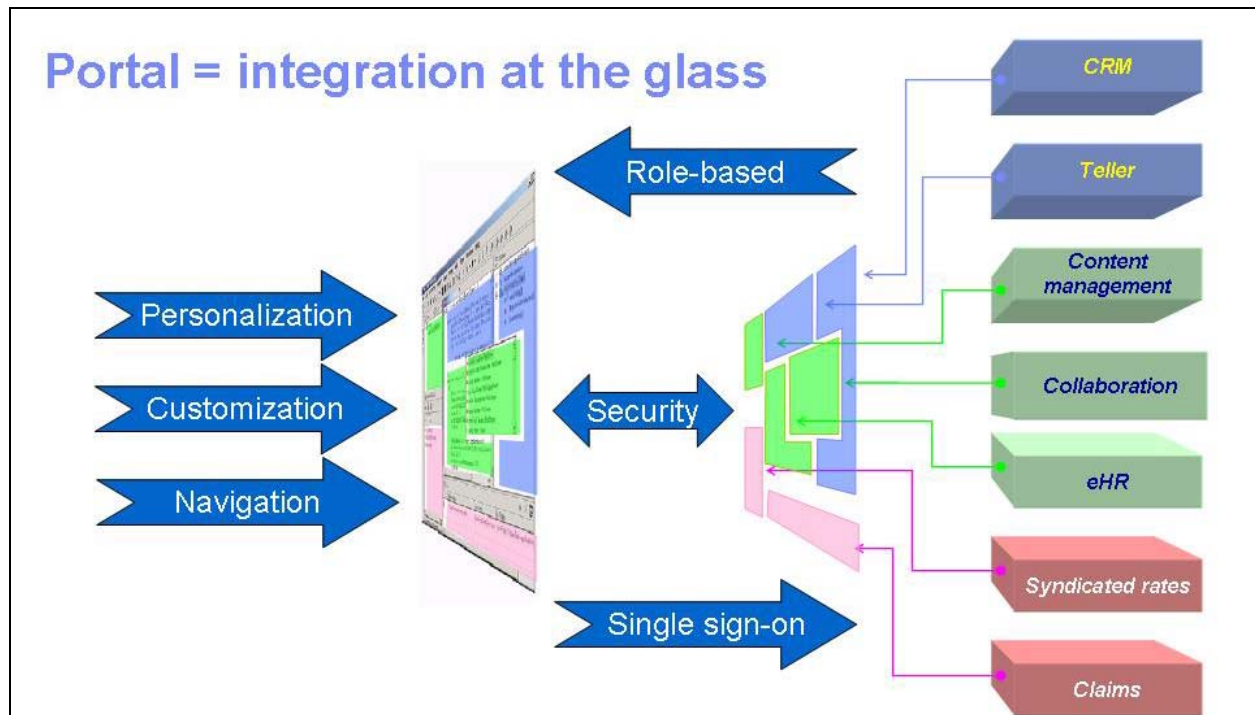 Portal = integration at the glass
CRM
Role-based
Teller
Content
management
Personalization
Customization
Security
Collaboration
Navigation
eHR
Syndicated rates
Single sign-on
Claims